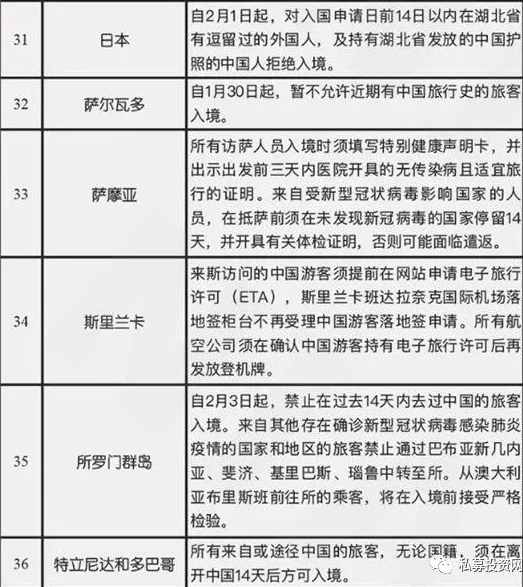 31
日本
自2月1日起，对入国申请日前14日以内在湖北省
有逗留过的外国人，及持有湖北省发放的中国护
照的中国人拒绝入境。
32
萨尔瓦多
自1月30日起，暂不允许近期有中国旅行史的旅客
入境。
33
萨摩亚
所有访萨人员入境时须填写特别健康声明卡，并
出示出发前三天内医院开具的无传染病且适宜旅
行的证明。来自受新型冠状病毒影响国家的人
员，在抵萨前须在未发现新冠病毒的国家停留14
天，并开具有关体检证明，否则可能面临遣返。
34
斯里兰卡
来斯访问的中国游客须提前在网站申请电子旅行
许可（ETA），斯里兰卡班达拉奈克国际机场落
地签柜台不再受理中国游客落地签申请。所有航
空公司须在确认中国游客持有电子旅行许可后再
发放登机牌。
35
所罗门群岛
自2月3日起，禁止在过去14天内去过中国的旅客
入境。来自其他存在确诊新型冠状病毒感染肺炎
疫情的国家和地区的旅客禁止通过巴布亚新几内
亚、斐济、基里巴斯、瑙鲁中转至所。从澳大利
亚布里斯班前往所的乘客，将在入境前接受严格
检验。
36
特立尼达和多巴哥
所有来自或途径中国的旅客，无论国籍，须在离
开中国14天后方可入境。
私募投资网